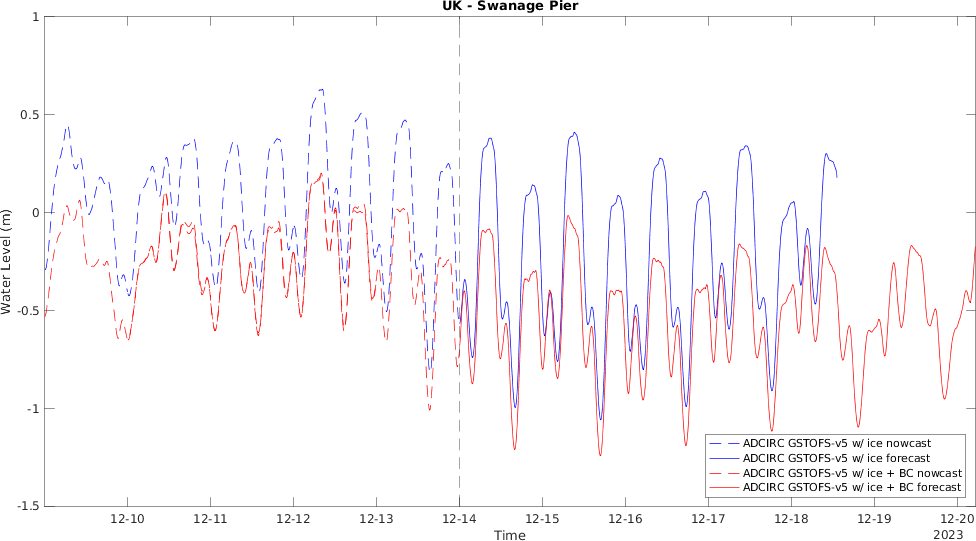 UK - Swanage Pier
1
0.5
0
-0.5
-1
-1.5
Water Level (m)
ADCIRC GSTOFS-v5 w/ ice nowcast
ADCIRC GSTOFS-v5 w/ ice forecast
ADCIRC GSTOFS-v5 w/ ice + BC nowcast
ADCIRC GSTOFS-v5 w/ ice + BC forecast
12-10 12-11 12-12 12-13 12-14 12-15 12-16 12-17 12-18 12-19 12-20
Time
2023